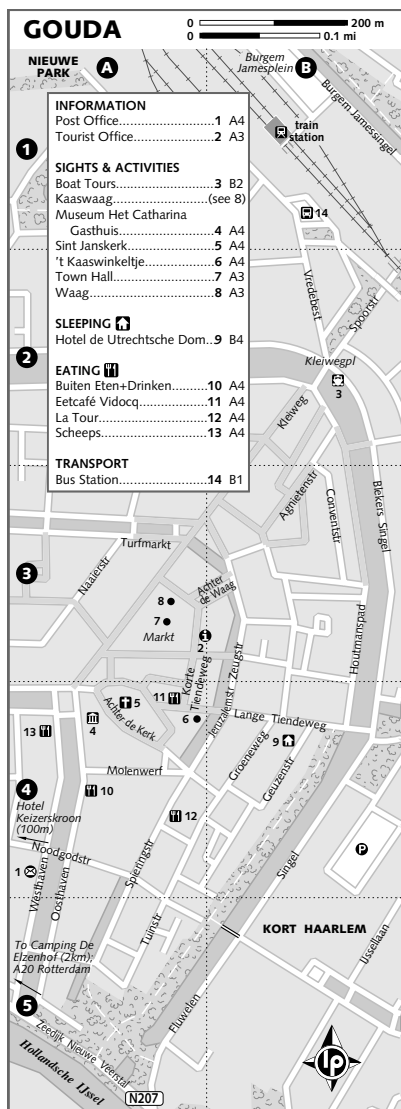 GOUDA
0 200 m
0 0.1 mi
NIEUWE
PARK
A
Burgem
Jamesplein
B
Burgem Jamessingel
train
station
1
INFORMATION
Post Office....................1 A4
Tourist Office................2 A3
SIGHTS & ACTIVITIES
Boat Tours....................3 B2
Kaaswaag...............(see 8)
Museum Het Catharina
Gasthuis....................4 A4
Sint Janskerk................5 A4
't Kaaswinkeltje............6 A4
Town Hall.....................7 A3
Waag............................8 A3
SLEEPING
Hotel de Utrechtsche Dom..9 B4
EATING
Buiten Eten+Drinken.........10 A4
Eetcafé Vidocq...............11 A4
La Tour........................12 A4
Scheeps.......................13 A4
TRANSPORT
Bus Station...................14 B1
14
Vredebest
Spoorstr
2
Kleiwegpl
3
Kleiweg
Agnietenstr
Conventstr
Blekers Singel
Turfmarkt
3
Naaierstr
Achter
de Waag
8
7
Markt
2
Houtmanspad
Korte
Tiendeweg
Jeruzalemstr
Zeugstr
11
5
Achter de Kerk
4
6
Lange Tiendeweg
13
9
Groeneweg
Geuzenstr
Molenwerf
4
10
12
Hotel
Keizerskroon
(100m)
Noodgodstr
P
1
Westhaven
Oosthaven
Spieringstr
Singel
Tuinstr
KORT HAARLEM
IJssellaan
To Camping De
Elzenhof (2km);
A20 Rotterdam
5
Fluwelen
Zeedijk Nieuwe Veerstal
Hollandsche IJssel
N207
lp